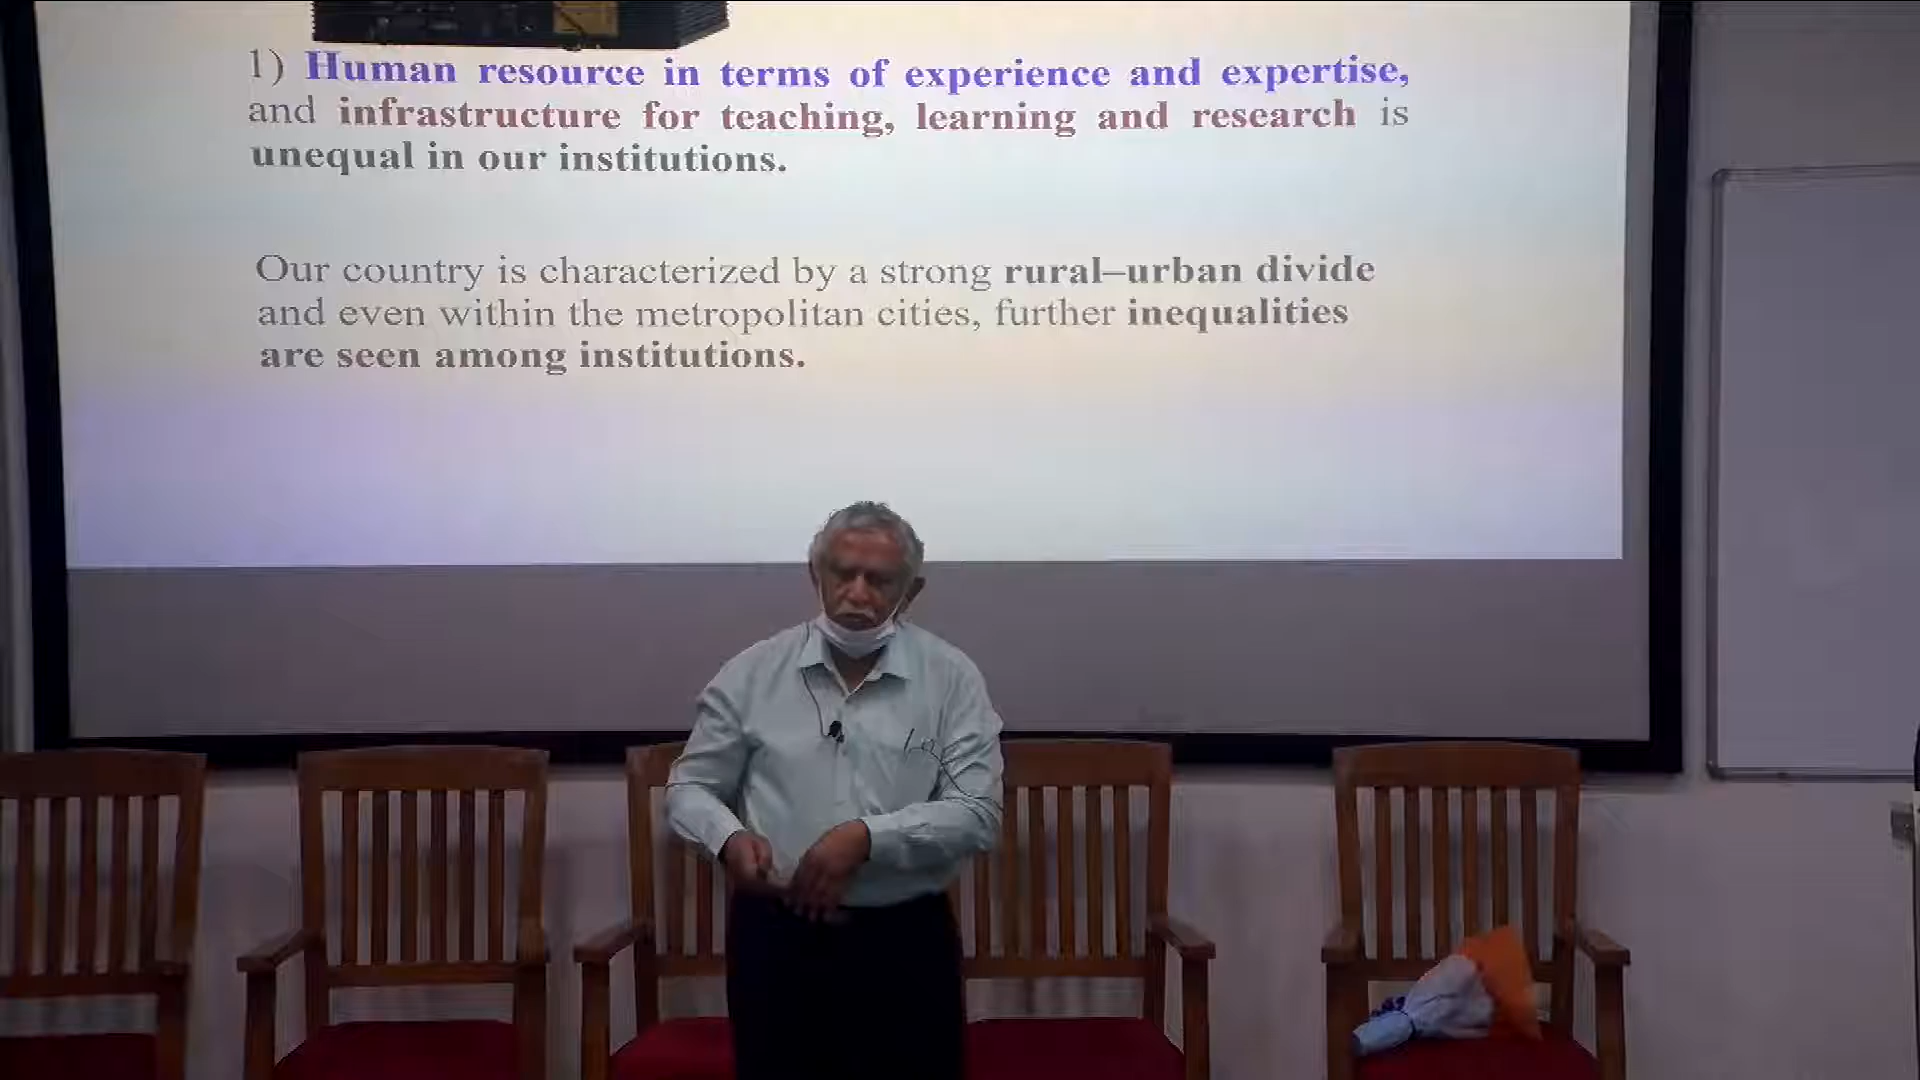 1) Human resource in terms of experience and expertise,
and infrastructure for teaching, learning and research is
unequal in our institutions.
Our country is characterized by a strong rural–urban divide
and even within the metropolitan cities, further inequalities
are seen among institutions.